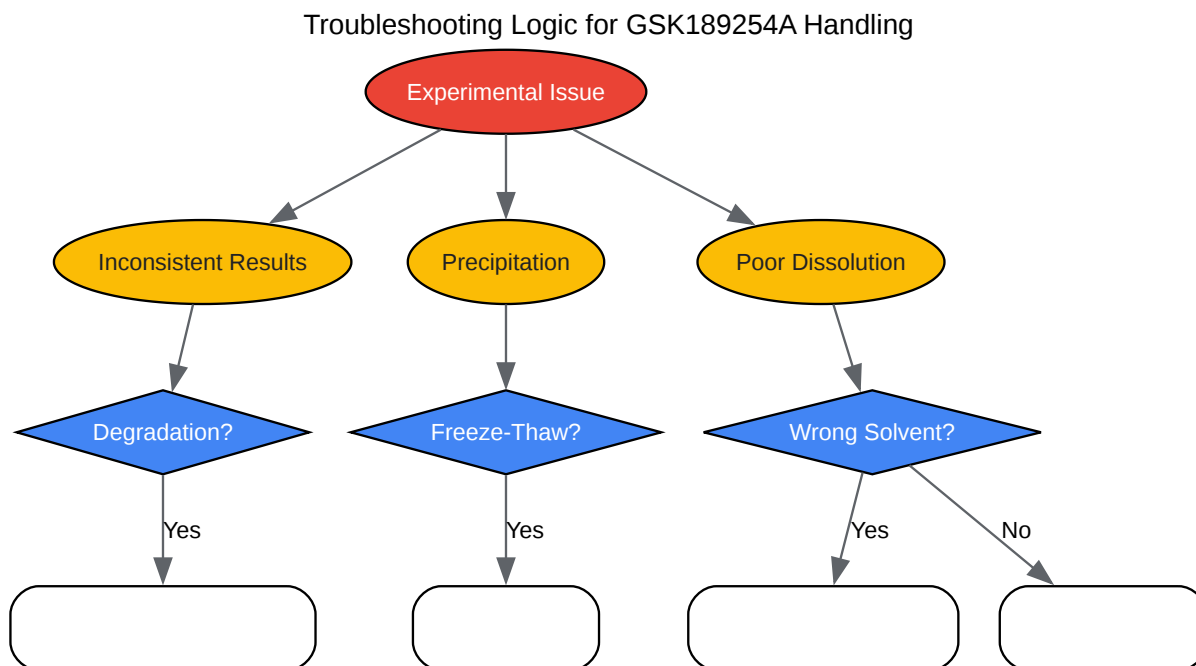 Troubleshooting Logic for GSK189254A Handling
Experimental Issue
Inconsistent Results
Precipitation
Poor Dissolution
Degradation?
Freeze-Thaw?
Wrong Solvent?
Yes
Yes
Yes
No